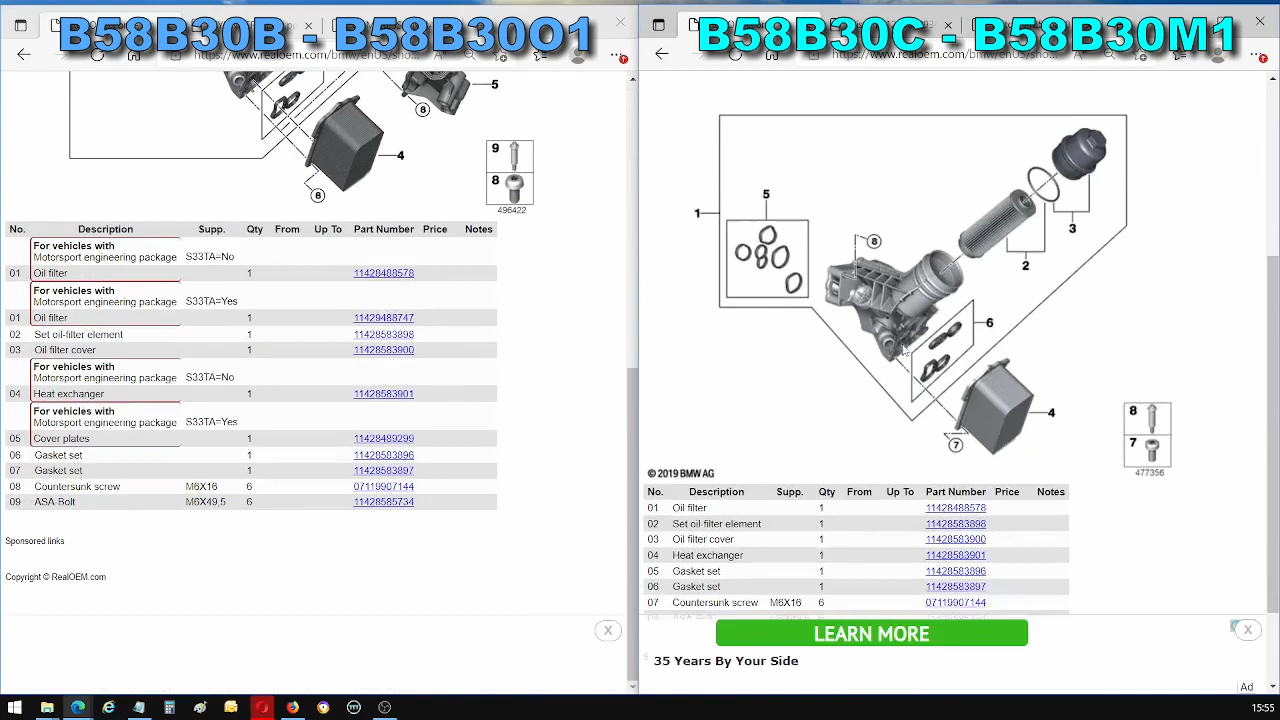 B58B30B - B58B30O1
B58B30C - B58B30M1
5
8
4
8
9
8
496422
No. Description Supp. Qty From Up To Part Number Price Notes
For vehicles with
Motorsport engineering package S33TA=No
01 Oil filter 1 11428488578
For vehicles with
Motorsport engineering package S33TA=Yes
01 Oil filter 1 11429488747
02 Set oil-filter element 1 11428583898
03 Oil filter cover 1 11428583900
For vehicles with
Motorsport engineering package S33TA=No
04 Heat exchanger 1 11428583901
For vehicles with
Motorsport engineering package S33TA=Yes
05 Cover plates 1 11428489299
06 Gasket set 1 11428583896
07 Gasket set 1 11428583897
08 Countersunk screw M6X16 6 07119907144
09 ASA-Bolt M6X49,5 6 11428585734
Sponsored links
Copyright © RealOEM.com
X
5
1
8
3
2
6
4
7
8
7
477356
© 2019 BMW AG
No. Description Supp. Qty From Up To Part Number Price Notes
01 Oil filter 1 11428488578
02 Set oil-filter element 1 11428583898
03 Oil filter cover 1 11428583900
04 Heat exchanger 1 11428583901
05 Gasket set 1 11428583896
06 Gasket set 1 11428583897
07 Countersunk screw M6X16 6 07119907144
LEARN MORE
X
35 Years By Your Side
Ad
15:55